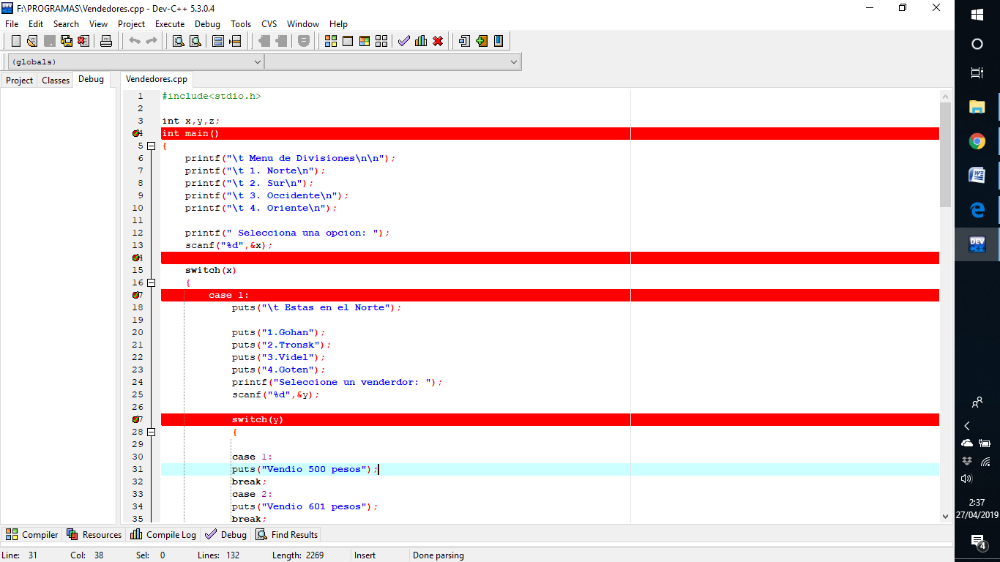 F:\PROGRAMAS\Vendedores.cpp - Dev-C++ 5.3.0.4
File Edit Search View Project Execute Debug Tools CVS Window Help
(globals)
Project Classes Debug
Vendedores.cpp
1 #include<stdio.h>
2
3 int x,y,z;
4 int main()
5 {
6 printf("\t Menu de Divisiones\n\n");
7 printf("\t 1. Norte\n");
8 printf("\t 2. Sur\n");
9 printf("\t 3. Occidente\n");
10 printf("\t 4. Oriente\n");
11
12 printf(" Selecciona una opcion: ");
13 scanf("%d",&x);
14
15 switch(x)
16 {
17 case 1:
18 puts("\t Estas en el Norte");
19
20 puts("1.Gohan");
21 puts("2.Tronsk");
22 puts("3.Videl");
23 puts("4.Goten");
24 printf("Seleccione un venderdor: ");
25 scanf("%d",&y);
26
27 switch(y)
28 {
29
30 case 1:
31 puts("Vendio 500 pesos");
32 break;
33 case 2:
34 puts("Vendio 601 pesos");
35 break;
Compiler Resources Compile Log Debug Find Results
Line: 31 Col: 38 Sel: 0 Lines: 132 Length: 2269 Insert Done parsing
DEV
2:37
27/04/2019
4